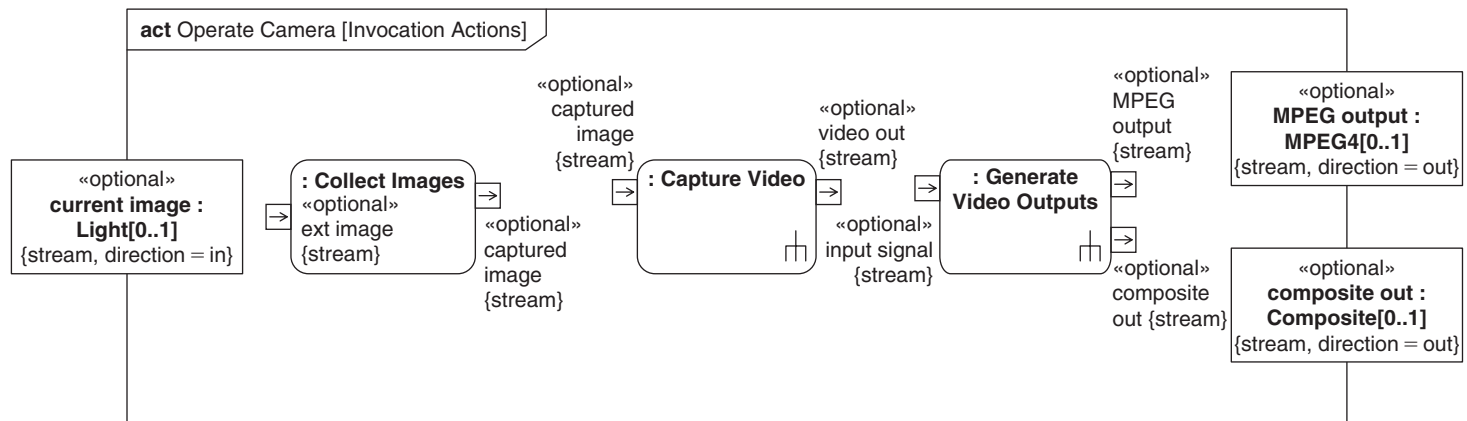 act Operate Camera [Invocation Actions]
«optional»
current image :
Light[0..1]
{stream, direction = in}
: Collect Images
«optional»
ext image
{stream}
«optional»
captured
image
{stream}
«optional»
captured
image
{stream}
: Capture Video
«optional»
video out
{stream}
«optional»
input signal
{stream}
: Generate
Video Outputs
«optional»
MPEG
output
{stream}
«optional»
composite
out {stream}
«optional»
MPEG output :
MPEG4[0..1]
{stream, direction = out}
«optional»
composite out :
Composite[0..1]
{stream, direction = out}